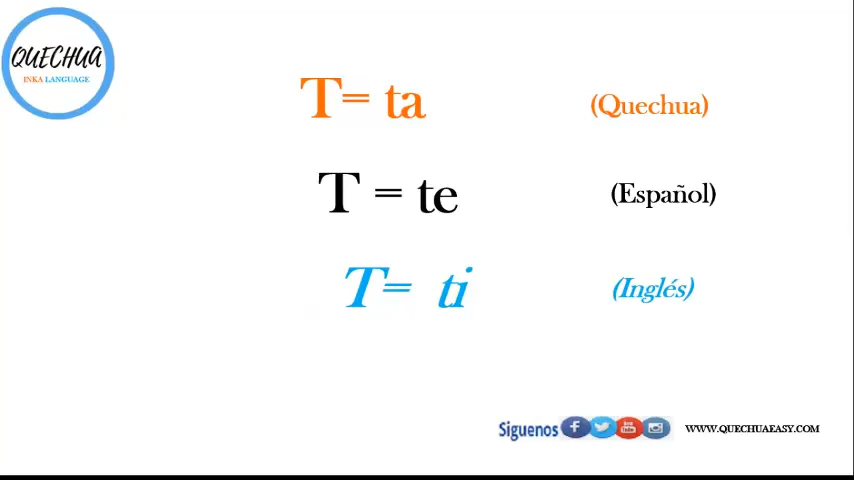 QUECHUA
INKA LANGUAGE
T= ta (Quechua)
T = te (Español)
T= ti (Inglés)
Siguenos WWW.QUECHUAEASY.COM